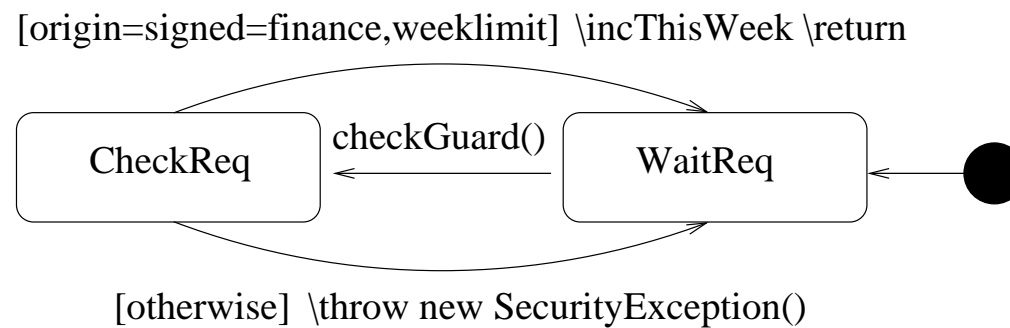 [origin=signed=finance,weeklimit] \incThisWeek \return
checkGuard()
CheckReq
WaitReq
[otherwise] \throw new SecurityException()